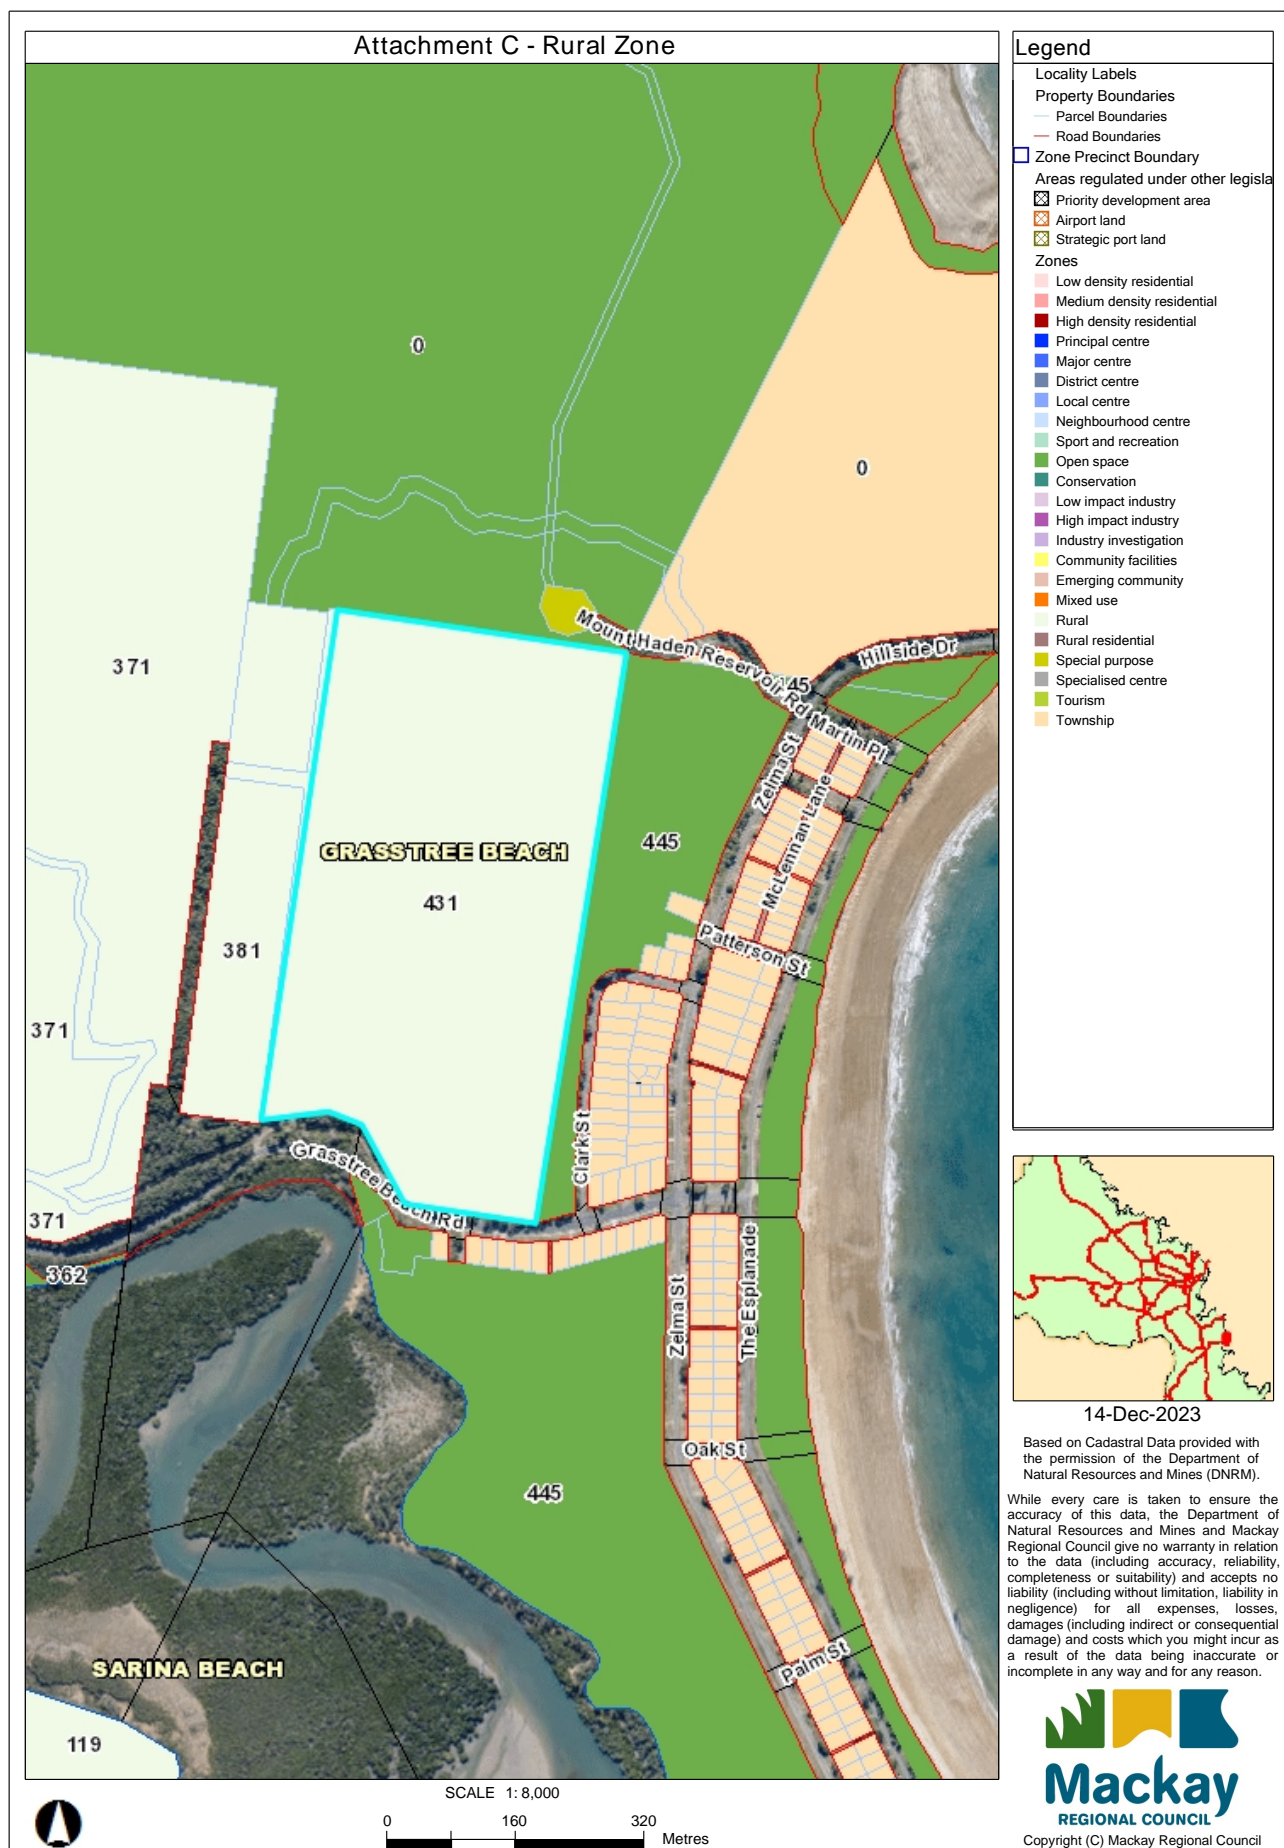 Attachment C - Rural Zone
0
0
371
Mount Haden Reservoir Rd
Hillside Dr
45
Martin Pl
Zelma St
McLennan Lane
GRASSTREE BEACH
445
431
381
Patterson St
371
Clark St
Grasstree Beach Rd
371
362
Zelma St
The Esplanade
Oak St
445
Palm St
SARINA BEACH
119
SCALE 1: 8,000
0 160 320
Metres
Legend
Locality Labels
Property Boundaries
Parcel Boundaries
Road Boundaries
Zone Precinct Boundary
Areas regulated under other legisla
Priority development area
Airport land
Strategic port land
Zones
Low density residential
Medium density residential
High density residential
Principal centre
Major centre
District centre
Local centre
Neighbourhood centre
Sport and recreation
Open space
Conservation
Low impact industry
High impact industry
Industry investigation
Community facilities
Emerging community
Mixed use
Rural
Rural residential
Special purpose
Specialised centre
Tourism
Township
14-Dec-2023
Based on Cadastral Data provided with
the permission of the Department of
Natural Resources and Mines (DNRM).
While every care is taken to ensure the
accuracy of this data, the Department of
Natural Resources and Mines and Mackay
Regional Council give no warranty in relation
to the data (including accuracy, reliability,
completeness or suitability) and accepts no
liability (including without limitation, liability in
negligence) for all expenses, losses,
damages (including indirect or consequential
damage) and costs which you might incur as
a result of the data being inaccurate or
incomplete in any way and for any reason.
Mackay
REGIONAL COUNCIL
Copyright (C) Mackay Regional Council